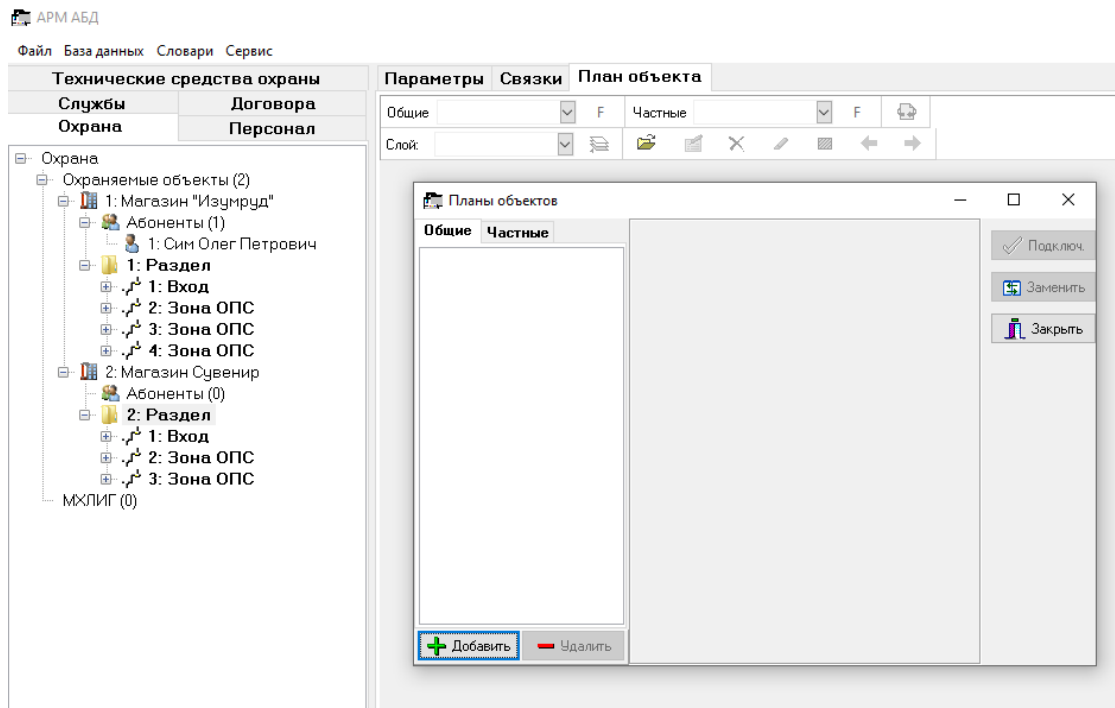 АРМ АБД
Файл База данных Словари Сервис
Технические средства охраны
Службы Договора
Охрана Персонал
Охрана
Охраняемые объекты (2)
1: Магазин "Изумруд"
Абоненты (1)
1: Сим Олег Петрович
1: Раздел
1: Вход
2: Зона ОПС
3: Зона ОПС
4: Зона ОПС
2: Магазин Сувенир
Абоненты (0)
2: Раздел
1: Вход
2: Зона ОПС
3: Зона ОПС
МХЛИГ (0)
Параметры Связки План объекта
Общие F Частные F
Слой:
Планы объектов
Общие Частные
Подключ.
Заменить
Закрыть
Добавить Удалить